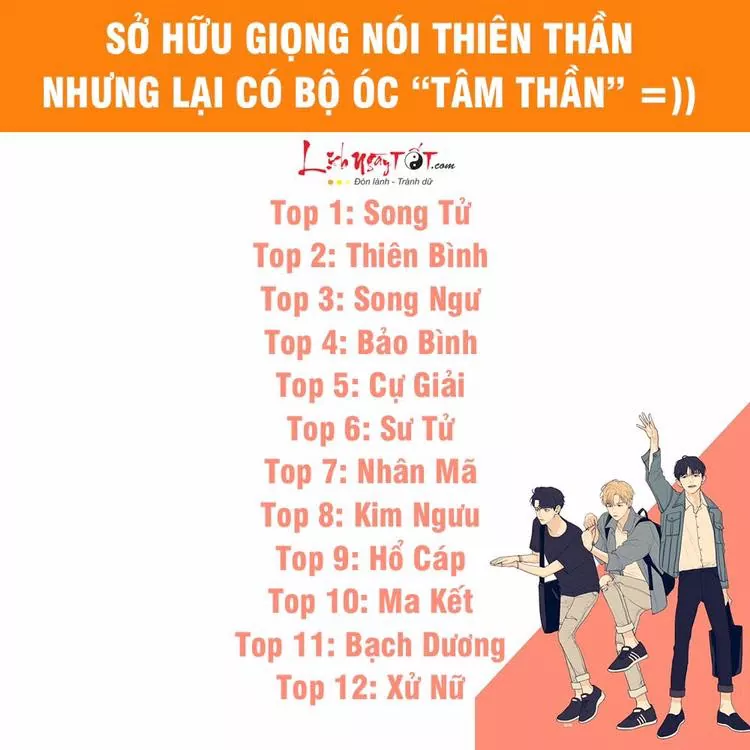 SỞ HỮU GIỌNG NÓI THIÊN THẦN
NHƯNG LẠI CÓ BỘ ÓC “TÂM THẦN” =))
LịchNgàyTỐT.com
Đón lành - Tránh dữ
Top 1: Song Tử
Top 2: Thiên Bình
Top 3: Song Ngư
Top 4: Bảo Bình
Top 5: Cự Giải
Top 6: Sư Tử
Top 7: Nhân Mã
Top 8: Kim Ngưu
Top 9: Hổ Cáp
Top 10: Ma Kết
Top 11: Bạch Dương
Top 12: Xử Nữ